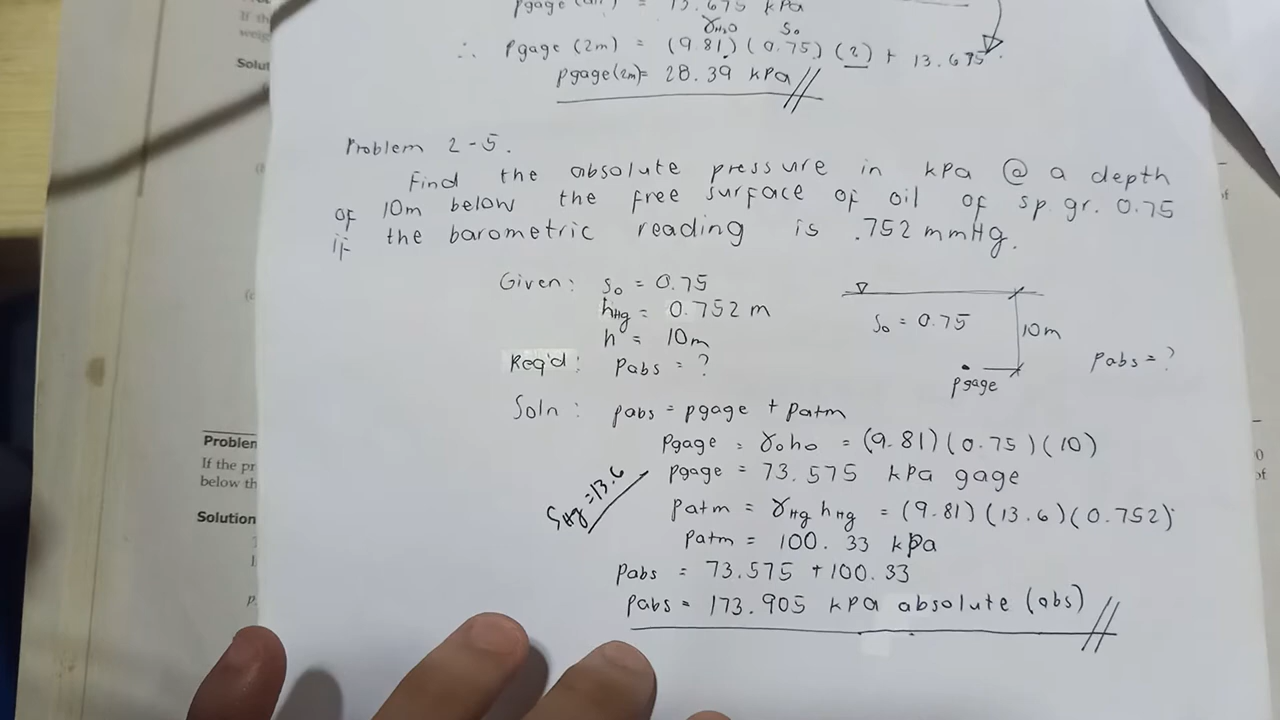 pgage = 13.675 kPa
γH₂O So
∴ pgage (2m) = (9.81)(0.75)(2) + 13.675
pgage(2m)= 28.39 kPa
Problem 2-5.
Find the absolute pressure in kPa @ a depth
of 10m below the free surface of oil of sp. gr. 0.75
if the barometric reading is .752 mmHg.
Given: So = 0.75
hHg = 0.752 m
h = 10m
Req'd: Pabs = ?
So = 0.75
10m
pgage
Pabs = ?
Soln: pabs = pgage + patm
Pgage = γoho = (9.81)(0.75)(10)
pgage = 73.575 kPa gage
SHg = 13.6
Patm = γHg hHg = (9.81)(13.6)(0.752)
Patm = 100.33 kPa
Pabs = 73.575 + 100.33
Pabs = 173.905 kPa absolute (abs)
If th
weig
Solut
Problem
If the pr
below th
Solution